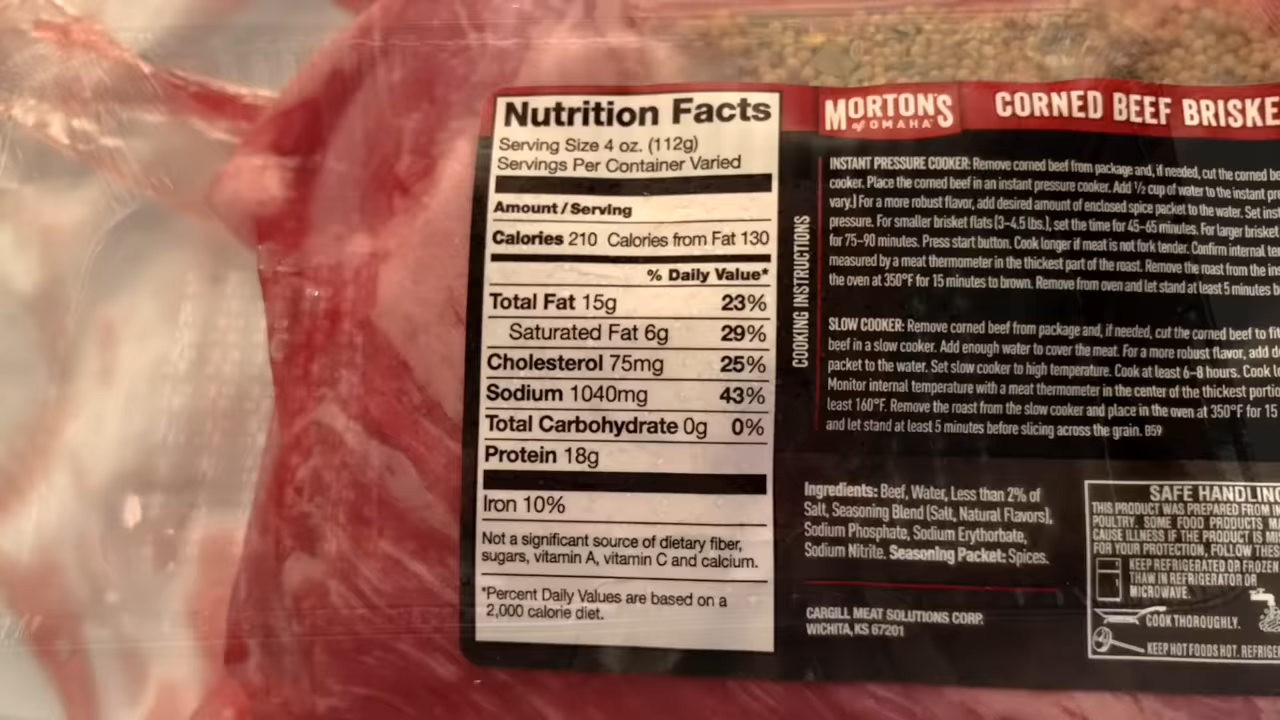 Nutrition Facts
Serving Size 4 oz. (112g)
Servings Per Container Varied
Amount / Serving
Calories 210 Calories from Fat 130
% Daily Value*
Total Fat 15g 23%
Saturated Fat 6g 29%
Cholesterol 75mg 25%
Sodium 1040mg 43%
Total Carbohydrate 0g 0%
Protein 18g
Iron 10%
Not a significant source of dietary fiber,
sugars, vitamin A, vitamin C and calcium.
*Percent Daily Values are based on a
2,000 calorie diet.
MORTON'S
of OMAHA
CORNED BEEF BRISKE
COOKING INSTRUCTIONS
INSTANT PRESSURE COOKER: Remove corned beef from package and, if needed, cut the corned be
cooker. Place the corned beef in an instant pressure cooker. Add ½ cup of water to the instant pr
vary.) For a more robust flavor, add desired amount of enclosed spice packet to the water. Set ins
pressure. For smaller brisket flats (3–4.5 lbs.), set the time for 45–65 minutes. For larger brisket
for 75–90 minutes. Press start button. Cook longer if meat is not fork tender. Confirm internal te
measured by a meat thermometer in the thickest part of the roast. Remove the roast from the ins
the oven at 350°F for 15 minutes to brown. Remove from oven and let stand at least 5 minutes b
SLOW COOKER: Remove corned beef from package and, if needed, cut the corned beef to fi
beef in a slow cooker. Add enough water to cover the meat. For a more robust flavor, add d
packet to the water. Set slow cooker to high temperature. Cook at least 6–8 hours. Cook lo
Monitor internal temperature with a meat thermometer in the center of the thickest portio
least 160°F. Remove the roast from the slow cooker and place in the oven at 350°F for 15
and let stand at least 5 minutes before slicing across the grain. B59
Ingredients: Beef, Water, Less than 2% of
Salt, Seasoning Blend (Salt, Natural Flavors),
Sodium Phosphate, Sodium Erythorbate,
Sodium Nitrite. Seasoning Packet: Spices.
CARGILL MEAT SOLUTIONS CORP.
WICHITA, KS 67201
SAFE HANDLING
THIS PRODUCT WAS PREPARED FROM IN
POULTRY. SOME FOOD PRODUCTS M
CAUSE ILLNESS IF THE PRODUCT IS MIS
FOR YOUR PROTECTION, FOLLOW THES
KEEP REFRIGERATED OR FROZEN
THAW IN REFRIGERATOR OR
MICROWAVE.
COOK THOROUGHLY.
KEEP HOT FOODS HOT. REFRIGE